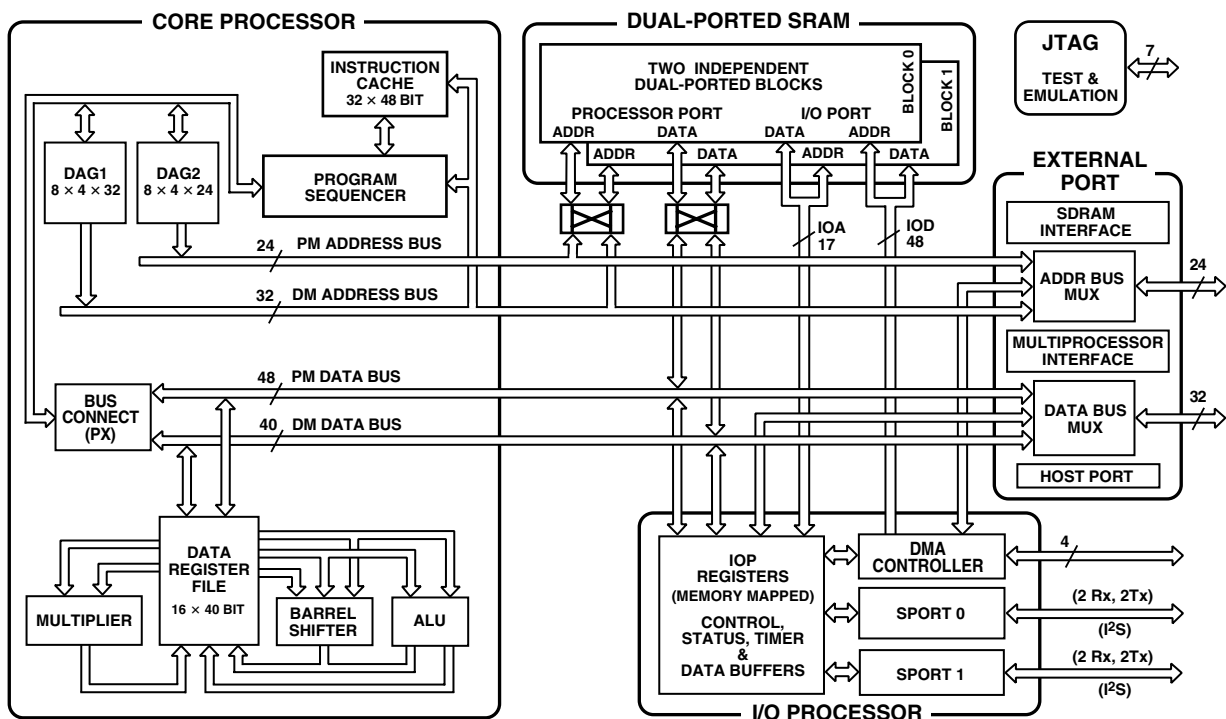 CORE PROCESSOR
INSTRUCTION
CACHE
32 × 48 BIT
DAG1
8 × 4 × 32
DAG2
8 × 4 × 24
PROGRAM
SEQUENCER
24
PM ADDRESS BUS
32
DM ADDRESS BUS
48
PM DATA BUS
40
DM DATA BUS
BUS
CONNECT
(PX)
DATA
REGISTER
FILE
16 × 40 BIT
MULTIPLIER
BARREL
SHIFTER
ALU
DUAL-PORTED SRAM
TWO INDEPENDENT
DUAL-PORTED BLOCKS
PROCESSOR PORT
I/O PORT
ADDR
DATA
DATA
ADDR
BLOCK 0
ADDR
DATA
ADDR
DATA
BLOCK 1
IOA
17
IOD
48
JTAG
TEST &
EMULATION
7
EXTERNAL
PORT
SDRAM
INTERFACE
ADDR BUS
MUX
24
MULTIPROCESSOR
INTERFACE
DATA BUS
MUX
32
HOST PORT
IOP
REGISTERS
(MEMORY MAPPED)
CONTROL,
STATUS, TIMER
&
DATA BUFFERS
DMA
CONTROLLER
4
SPORT 0
(2 Rx, 2Tx)
(I²S)
SPORT 1
(2 Rx, 2Tx)
(I²S)
I/O PROCESSOR